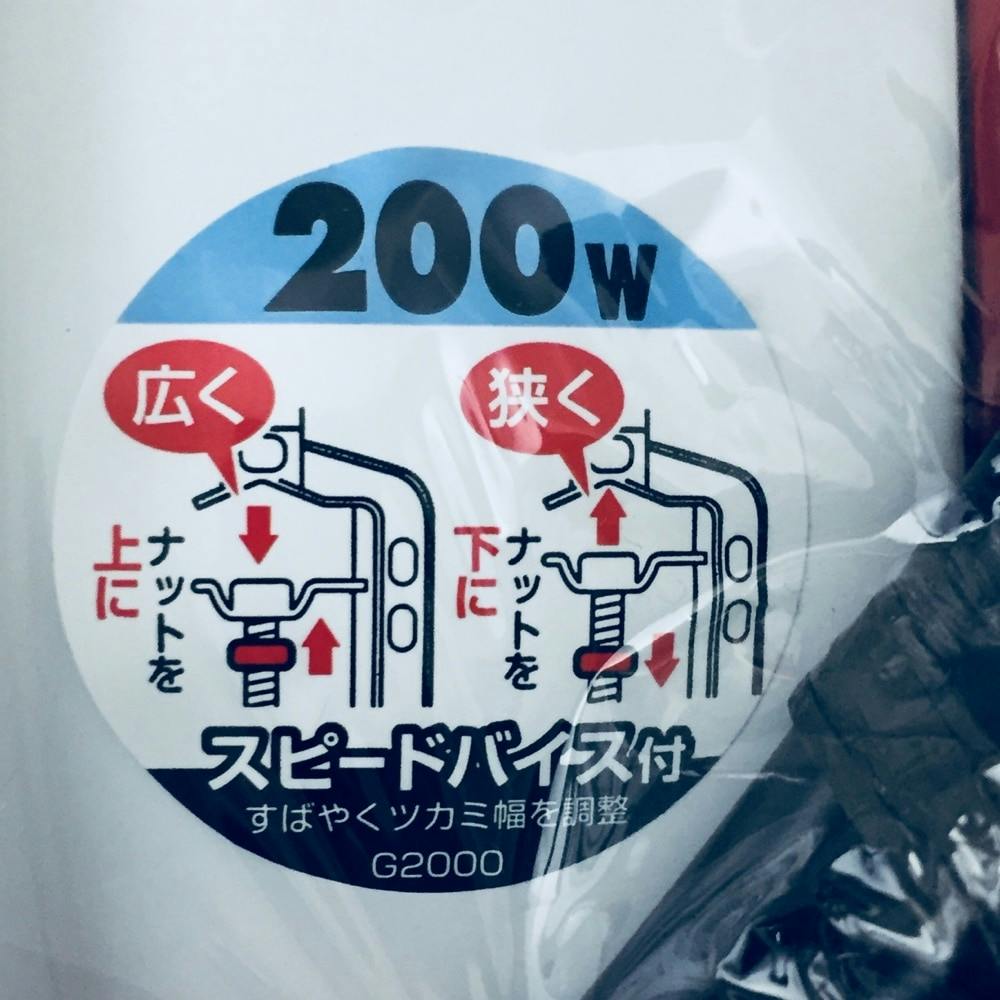 200W
広く
ナットを
上に
狭く
ナットを
下に
スピードバイス付
すばやくツカミ幅を調整
G2000